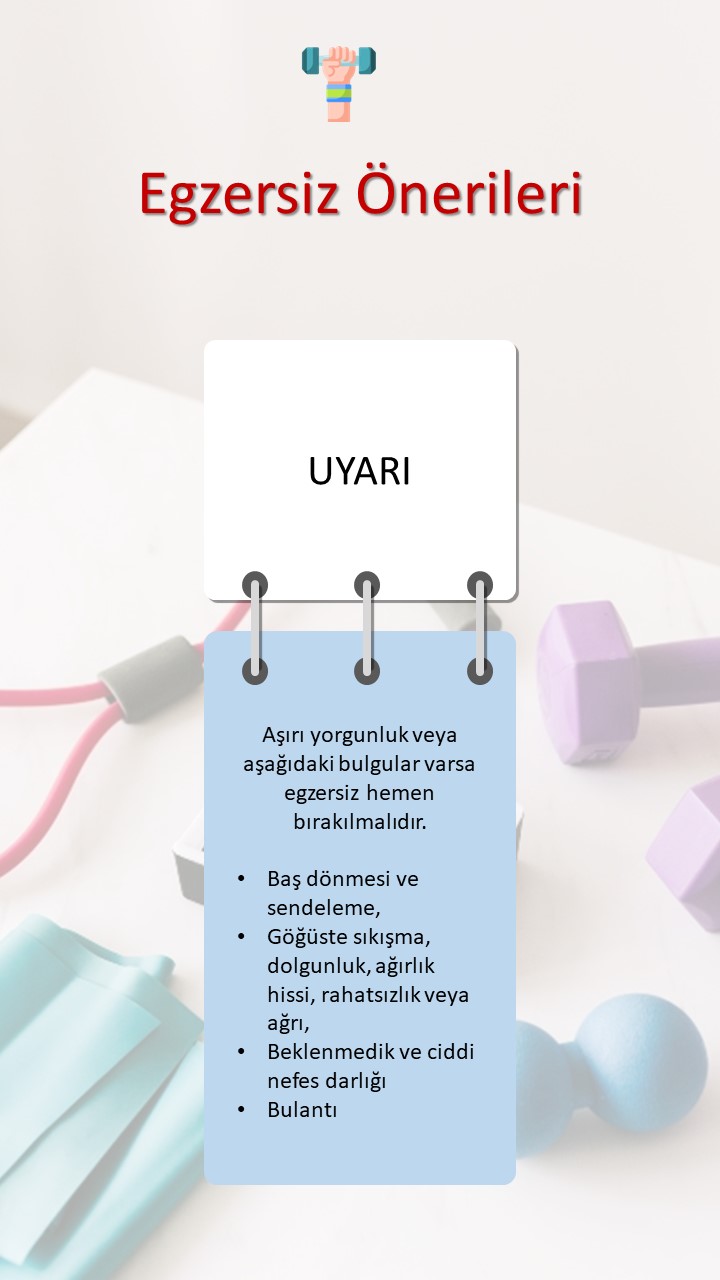 Egzersiz Önerileri
UYARI
Aşırı yorgunluk veya
aşağıdaki bulgular varsa
egzersiz hemen
bırakılmalıdır.
• Baş dönmesi ve
sendeleme,
• Göğüste sıkışma,
dolgunluk, ağırlık
hissi, rahatsızlık veya
ağrı,
• Beklenmedik ve ciddi
nefes darlığı
• Bulantı